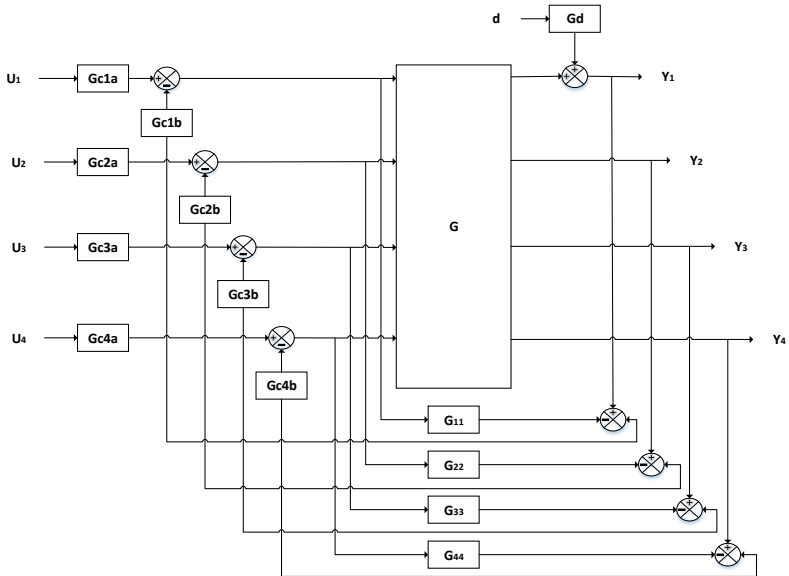 d
Gd
U1
Gc1a
Y1
Gc1b
U2
Gc2a
Y2
Gc2b
G
U3
Gc3a
Y3
Gc3b
U4
Gc4a
Y4
Gc4b
G11
G22
G33
G44